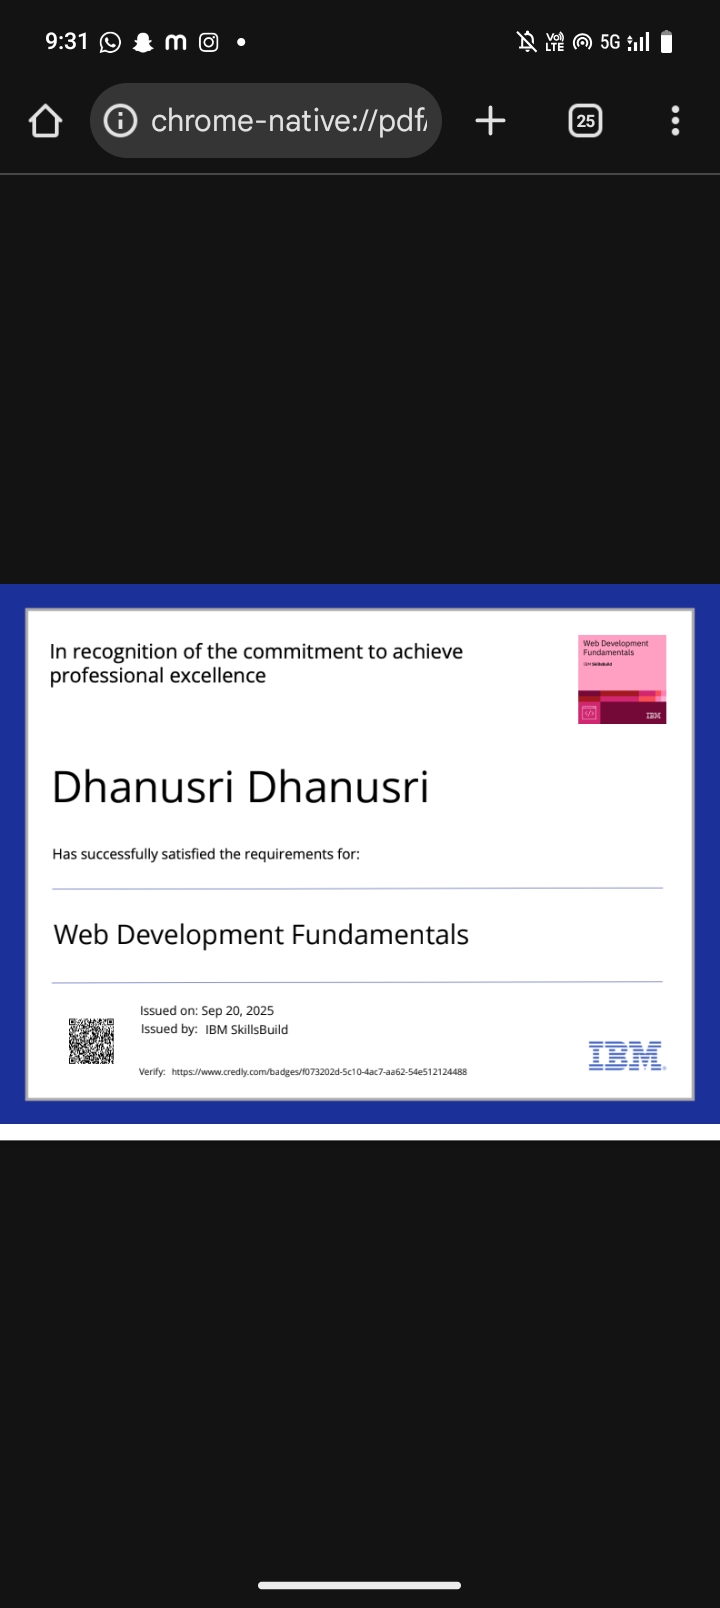 9:31
Vo)) LTE 5G
chrome-native://pdf/
25
In recognition of the commitment to achieve
professional excellence
Web Development
Fundamentals
IBM SkillsBuild
</>
IBM
Dhanusri Dhanusri
Has successfully satisfied the requirements for:
Web Development Fundamentals
Issued on: Sep 20, 2025
Issued by: IBM SkillsBuild
IBM®
Verify: https://www.credly.com/badges/f073202d-5c10-4ac7-aa62-54e512124488